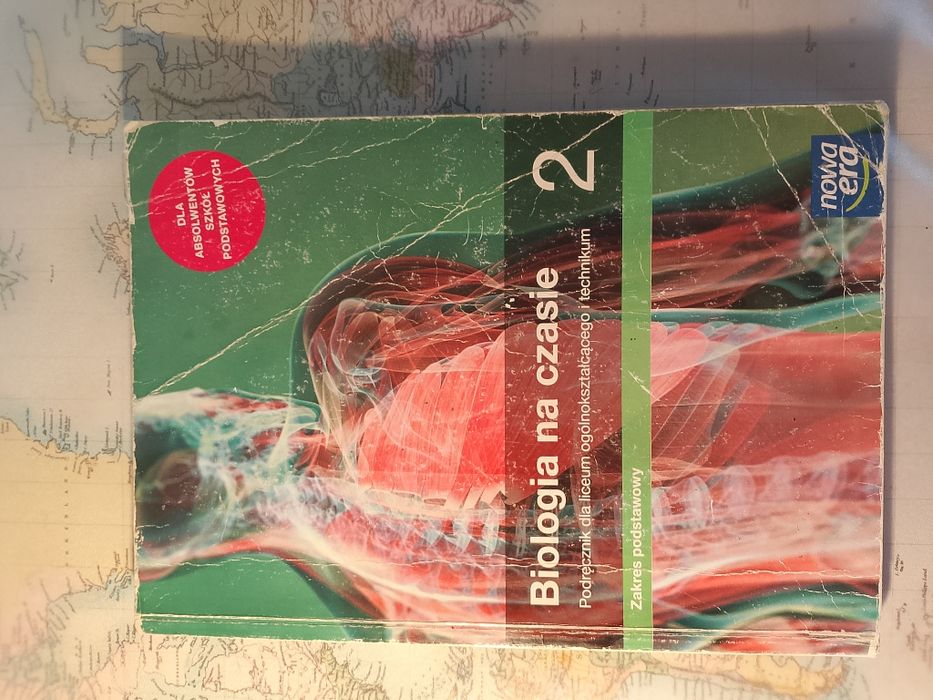 DLA
ABSOLWENTÓW
SZKÓŁ
PODSTAWOWYCH
Biologia na czasie 2
Podręcznik dla liceum ogólnokształcącego i technikum
Zakres podstawowy
nowa
era